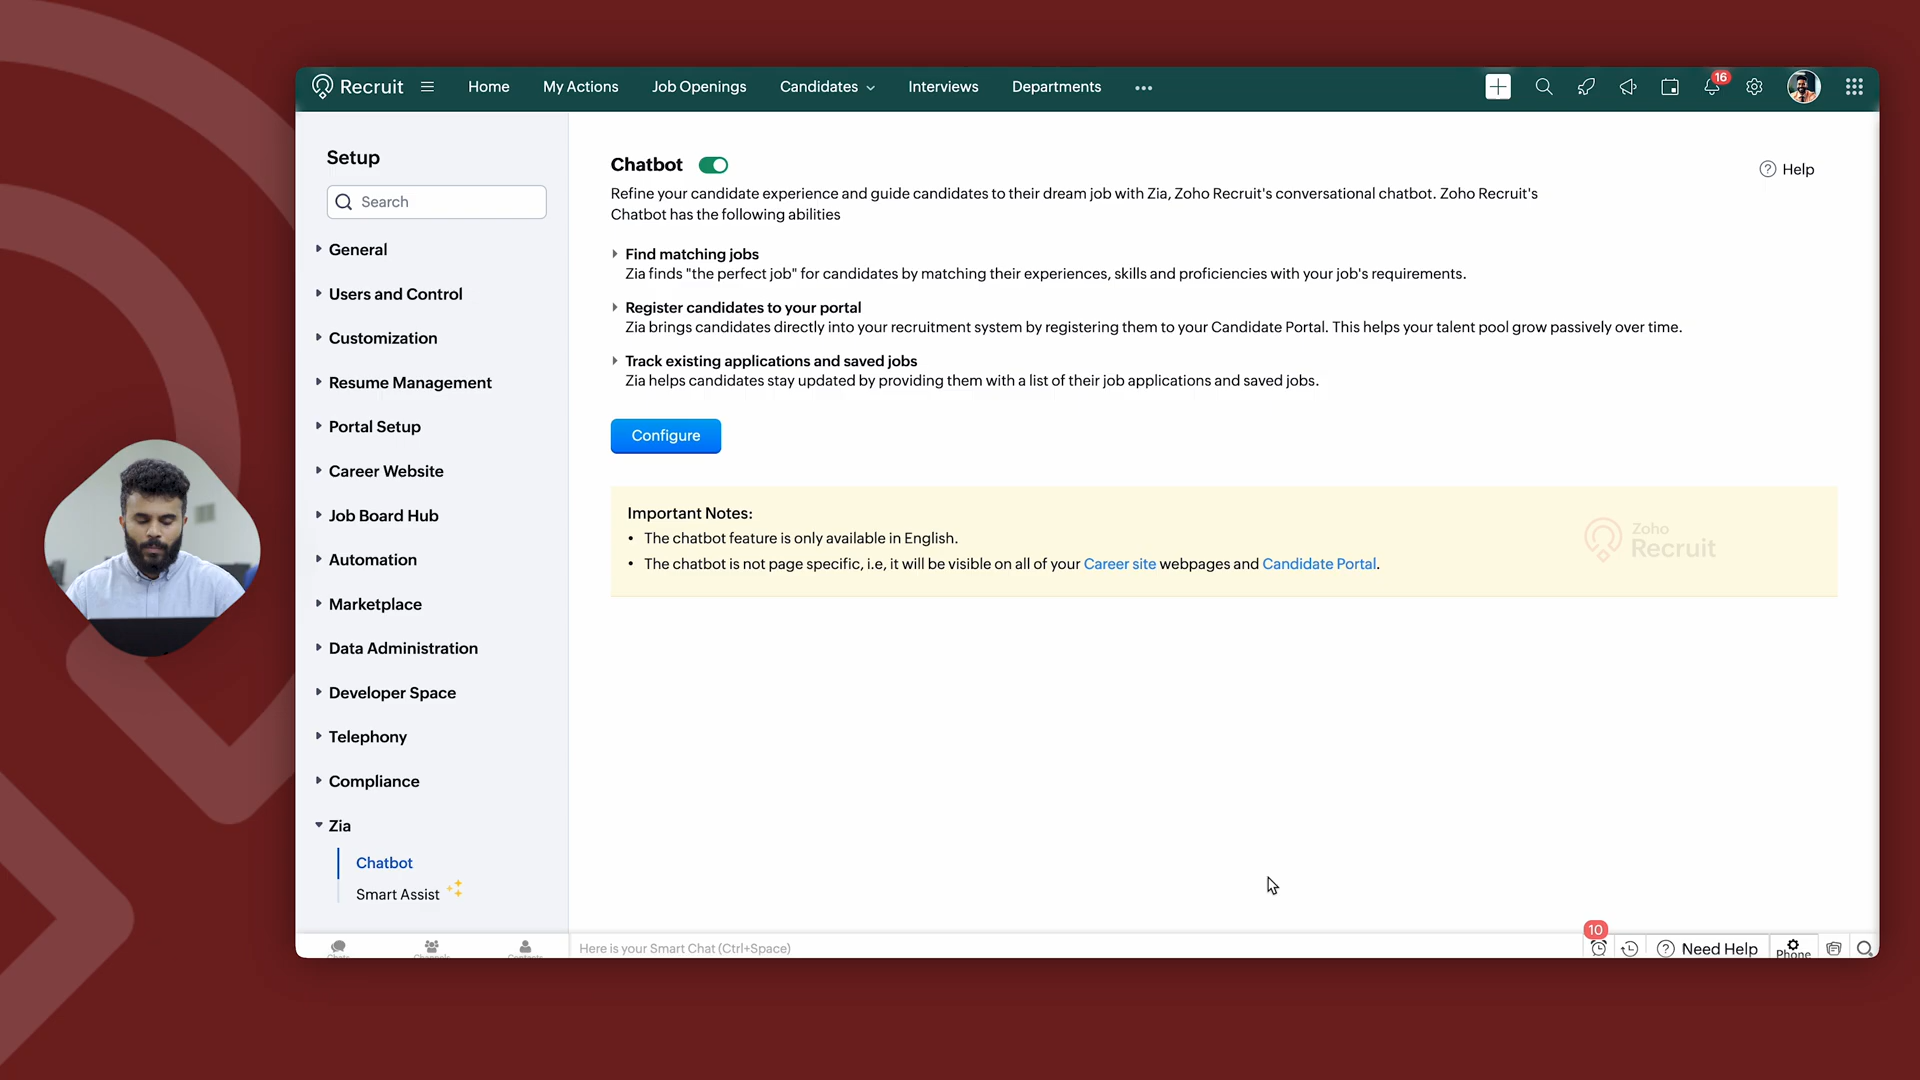 Recruit
Home
My Actions
Job Openings
Candidates
Interviews
Departments
16
Setup
Search
General
Users and Control
Customization
Resume Management
Portal Setup
Career Website
Job Board Hub
Automation
Marketplace
Data Administration
Developer Space
Telephony
Compliance
Zia
Chatbot
Smart Assist
Chatbot
Help
Refine your candidate experience and guide candidates to their dream job with Zia, Zoho Recruit's conversational chatbot. Zoho Recruit's
Chatbot has the following abilities
Find matching jobs
Zia finds "the perfect job" for candidates by matching their experiences, skills and proficiencies with your job's requirements.
Register candidates to your portal
Zia brings candidates directly into your recruitment system by registering them to your Candidate Portal. This helps your talent pool grow passively over time.
Track existing applications and saved jobs
Zia helps candidates stay updated by providing them with a list of their job applications and saved jobs.
Configure
Important Notes:
• The chatbot feature is only available in English.
• The chatbot is not page specific, i.e, it will be visible on all of your Career site webpages and Candidate Portal.
Zoho
Recruit
Chats
Channels
Contacts
Here is your Smart Chat (Ctrl+Space)
10
Need Help
Phone